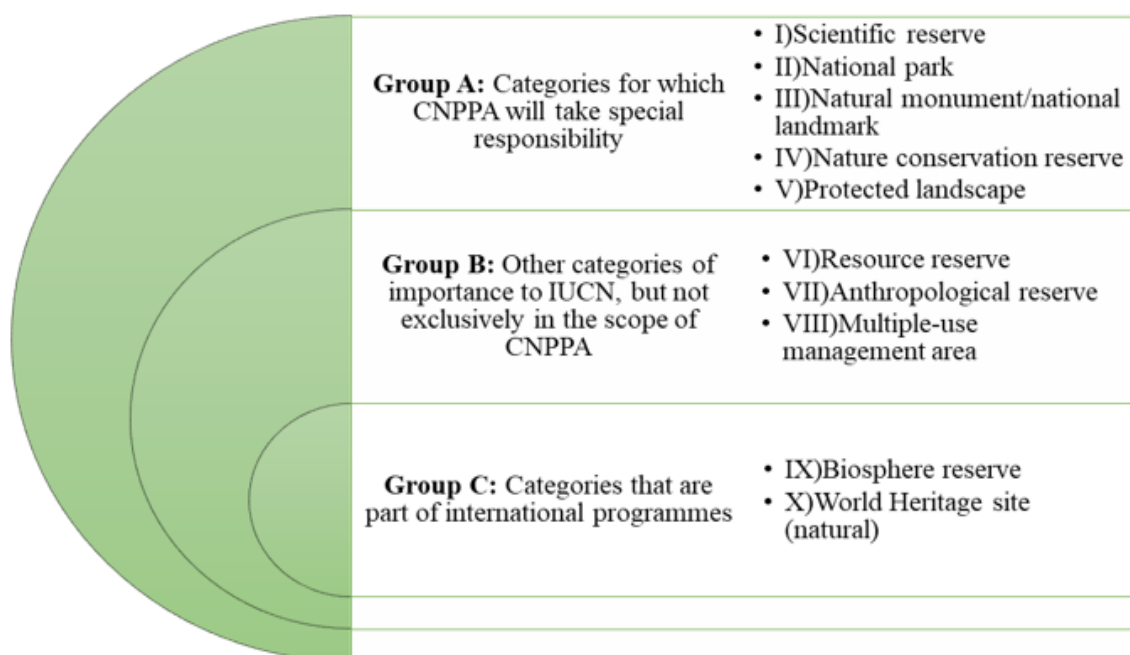 Group A: Categories for which
CNPPA will take special
responsibility
• I)Scientific reserve
• II)National park
• III)Natural monument/national
landmark
• IV)Nature conservation reserve
• V)Protected landscape
Group B: Other categories of
importance to IUCN, but not
exclusively in the scope of
CNPPA
• VI)Resource reserve
• VII)Anthropological reserve
• VIII)Multiple-use
management area
Group C: Categories that are
part of international programmes
• IX)Biosphere reserve
• X)World Heritage site
(natural)